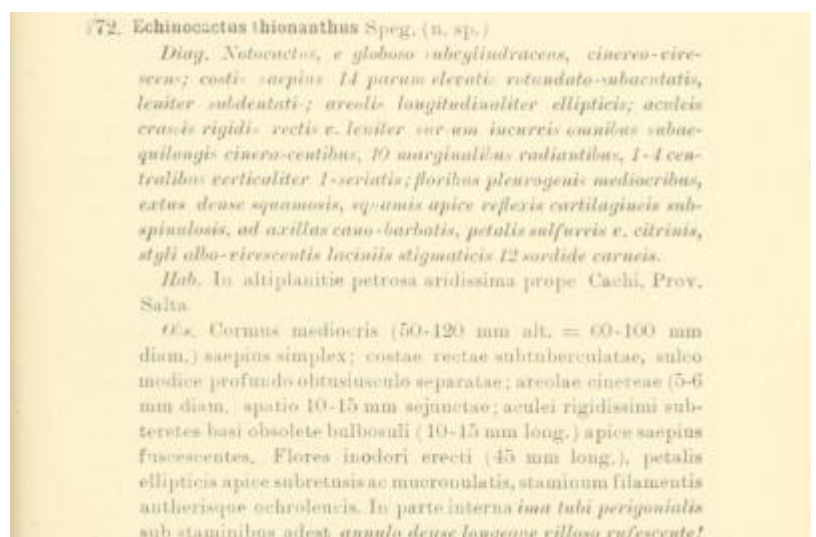 72. Echinocactus thionanthus Speg. (n. sp.)
Diag. Notocactus, e globoso subcylindraceus, cinereo-vire-
scens; costis saepius 14 parum elevatis rotundato-subacutatis,
leniter subdentatis; areolis longitudinaliter ellipticis; aculeis
crassis rigidis rectis v. leniter sursum incurvis omnibus subae-
quilongis cinerascentibus, 10 marginalibus radiantibus, 1-4 cen-
tralibus verticaliter 1-seriatis; floribus pleurogenis mediocribus,
extus dense squamosis, squamis apice reflexis cartilagineis sub-
spinulosis, ad axillas cano-barbatis, petalis sulfureis v. citrinis,
styli albo-virescentis laciniis stigmaticis 12 sordide carneis.
Hab. In altiplanitie petrosa aridissima prope Cachi, Prov.
Salta
Obs. Cormus mediocris (50-120 mm alt. = 60-100 mm
diam.) saepius simplex; costae rectae subtuberculatae, sulco
modice profundo obtusiusculo separatae; areolae cinereae (5-6
mm diam. spatio 10-15 mm sejunctae; aculei rigidissimi sub-
teretes basi obsolete bulbosuli (10-15 mm long.) apice saepius
fuscescentes. Flores inodori erecti (45 mm long.), petalis
ellipticis apice subretusis ac mucronulatis, staminum filamentis
antherisque ochroleucis. In parte interna ima tubi perigonialis
sub staminibus adest annulo dense longeque villoso rufescente!